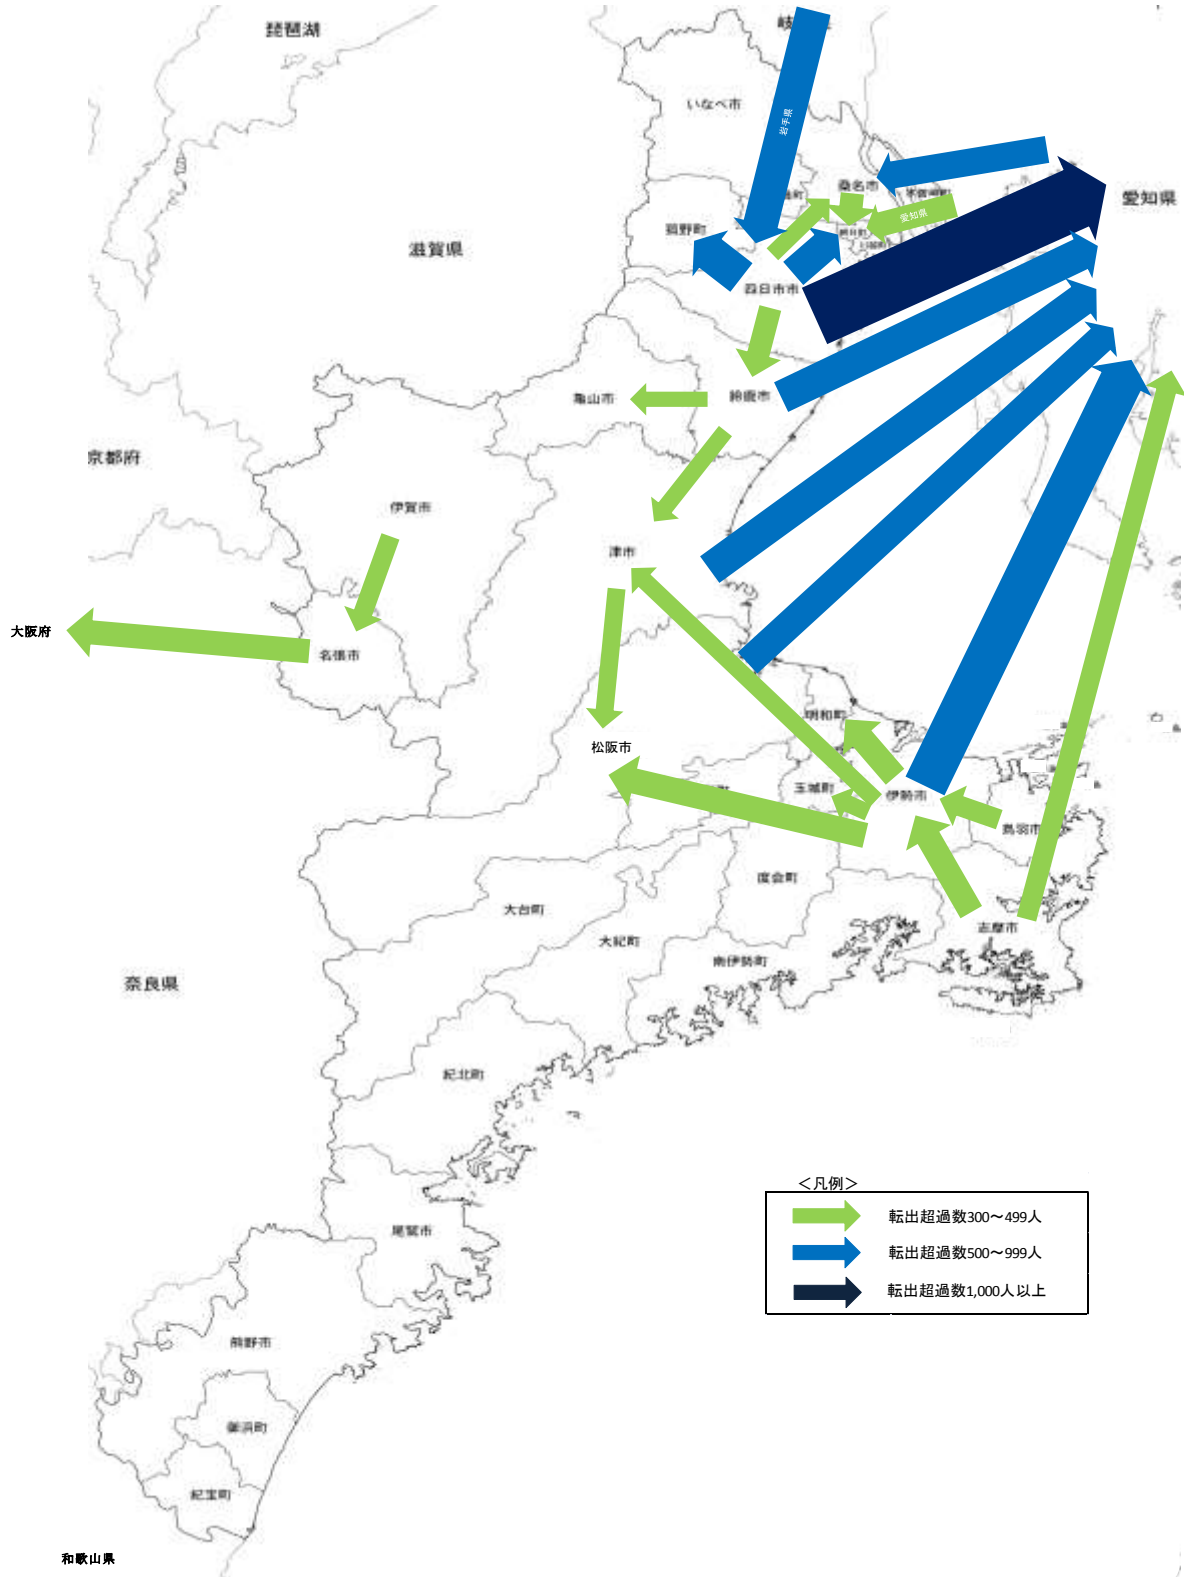 琵琶湖
いなべ市
岩手県
桑名市
愛知県
愛知県
菰野町
滋賀県
朝日町
四日市市
亀山市
鈴鹿市
京都府
伊賀市
津市
大阪府
名張市
明和町
松阪市
玉城町
伊勢市
鳥羽市
度会町
大台町
志摩市
大紀町
南伊勢町
奈良県
紀北町
尾鷲市
熊野市
御浜町
紀宝町
和歌山県
＜凡例＞
転出超過数300～499人
転出超過数500～999人
転出超過数1,000人以上